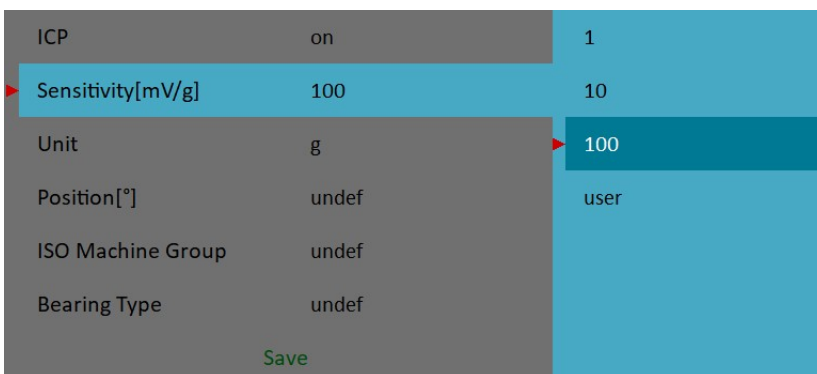 ICP on 1
Sensitivity[mV/g] 100 10
Unit g 100
Position[°] undef user
ISO Machine Group undef
Bearing Type undef
Save